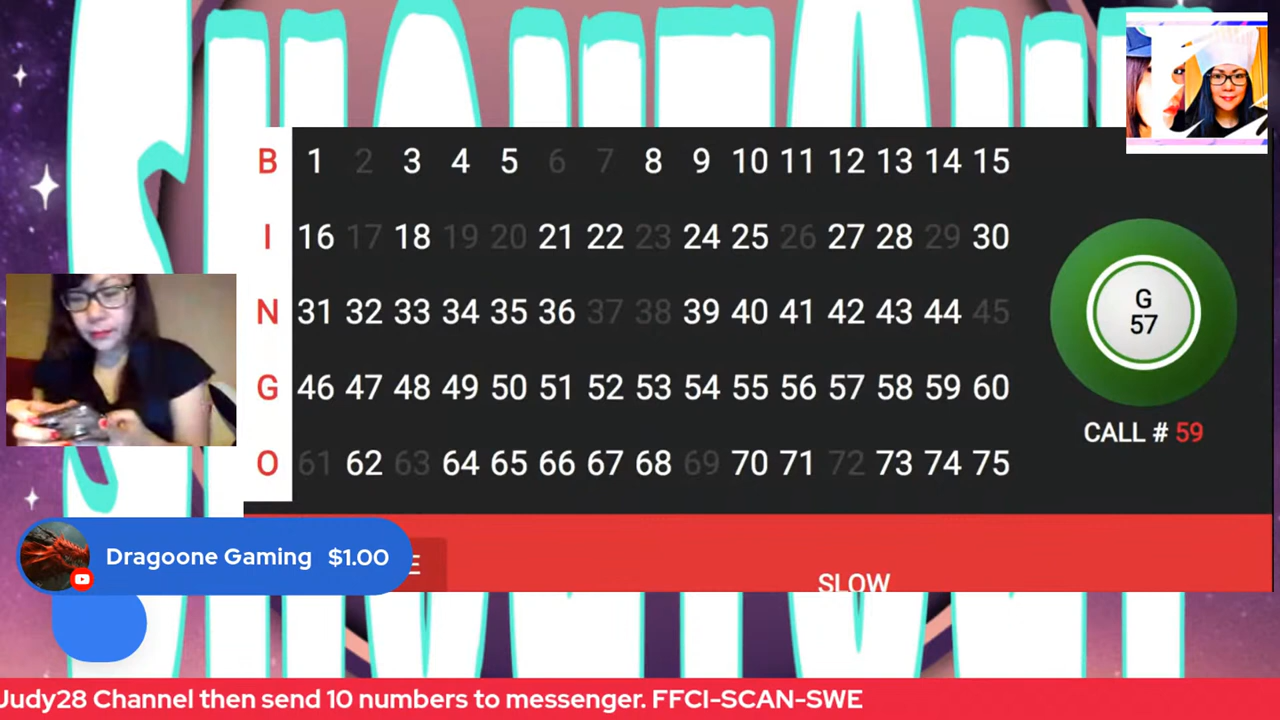 B 1 2 3 4 5 6 7 8 9 10 11 12 13 14 15
I 16 17 18 19 20 21 22 23 24 25 26 27 28 29 30
N 31 32 33 34 35 36 37 38 39 40 41 42 43 44 45
G 46 47 48 49 50 51 52 53 54 55 56 57 58 59 60
O 61 62 63 64 65 66 67 68 69 70 71 72 73 74 75
G
57
CALL # 59
Dragoone Gaming $1.00
E
SLOW
Judy28 Channel then send 10 numbers to messenger. FFCI-SCAN-SWE